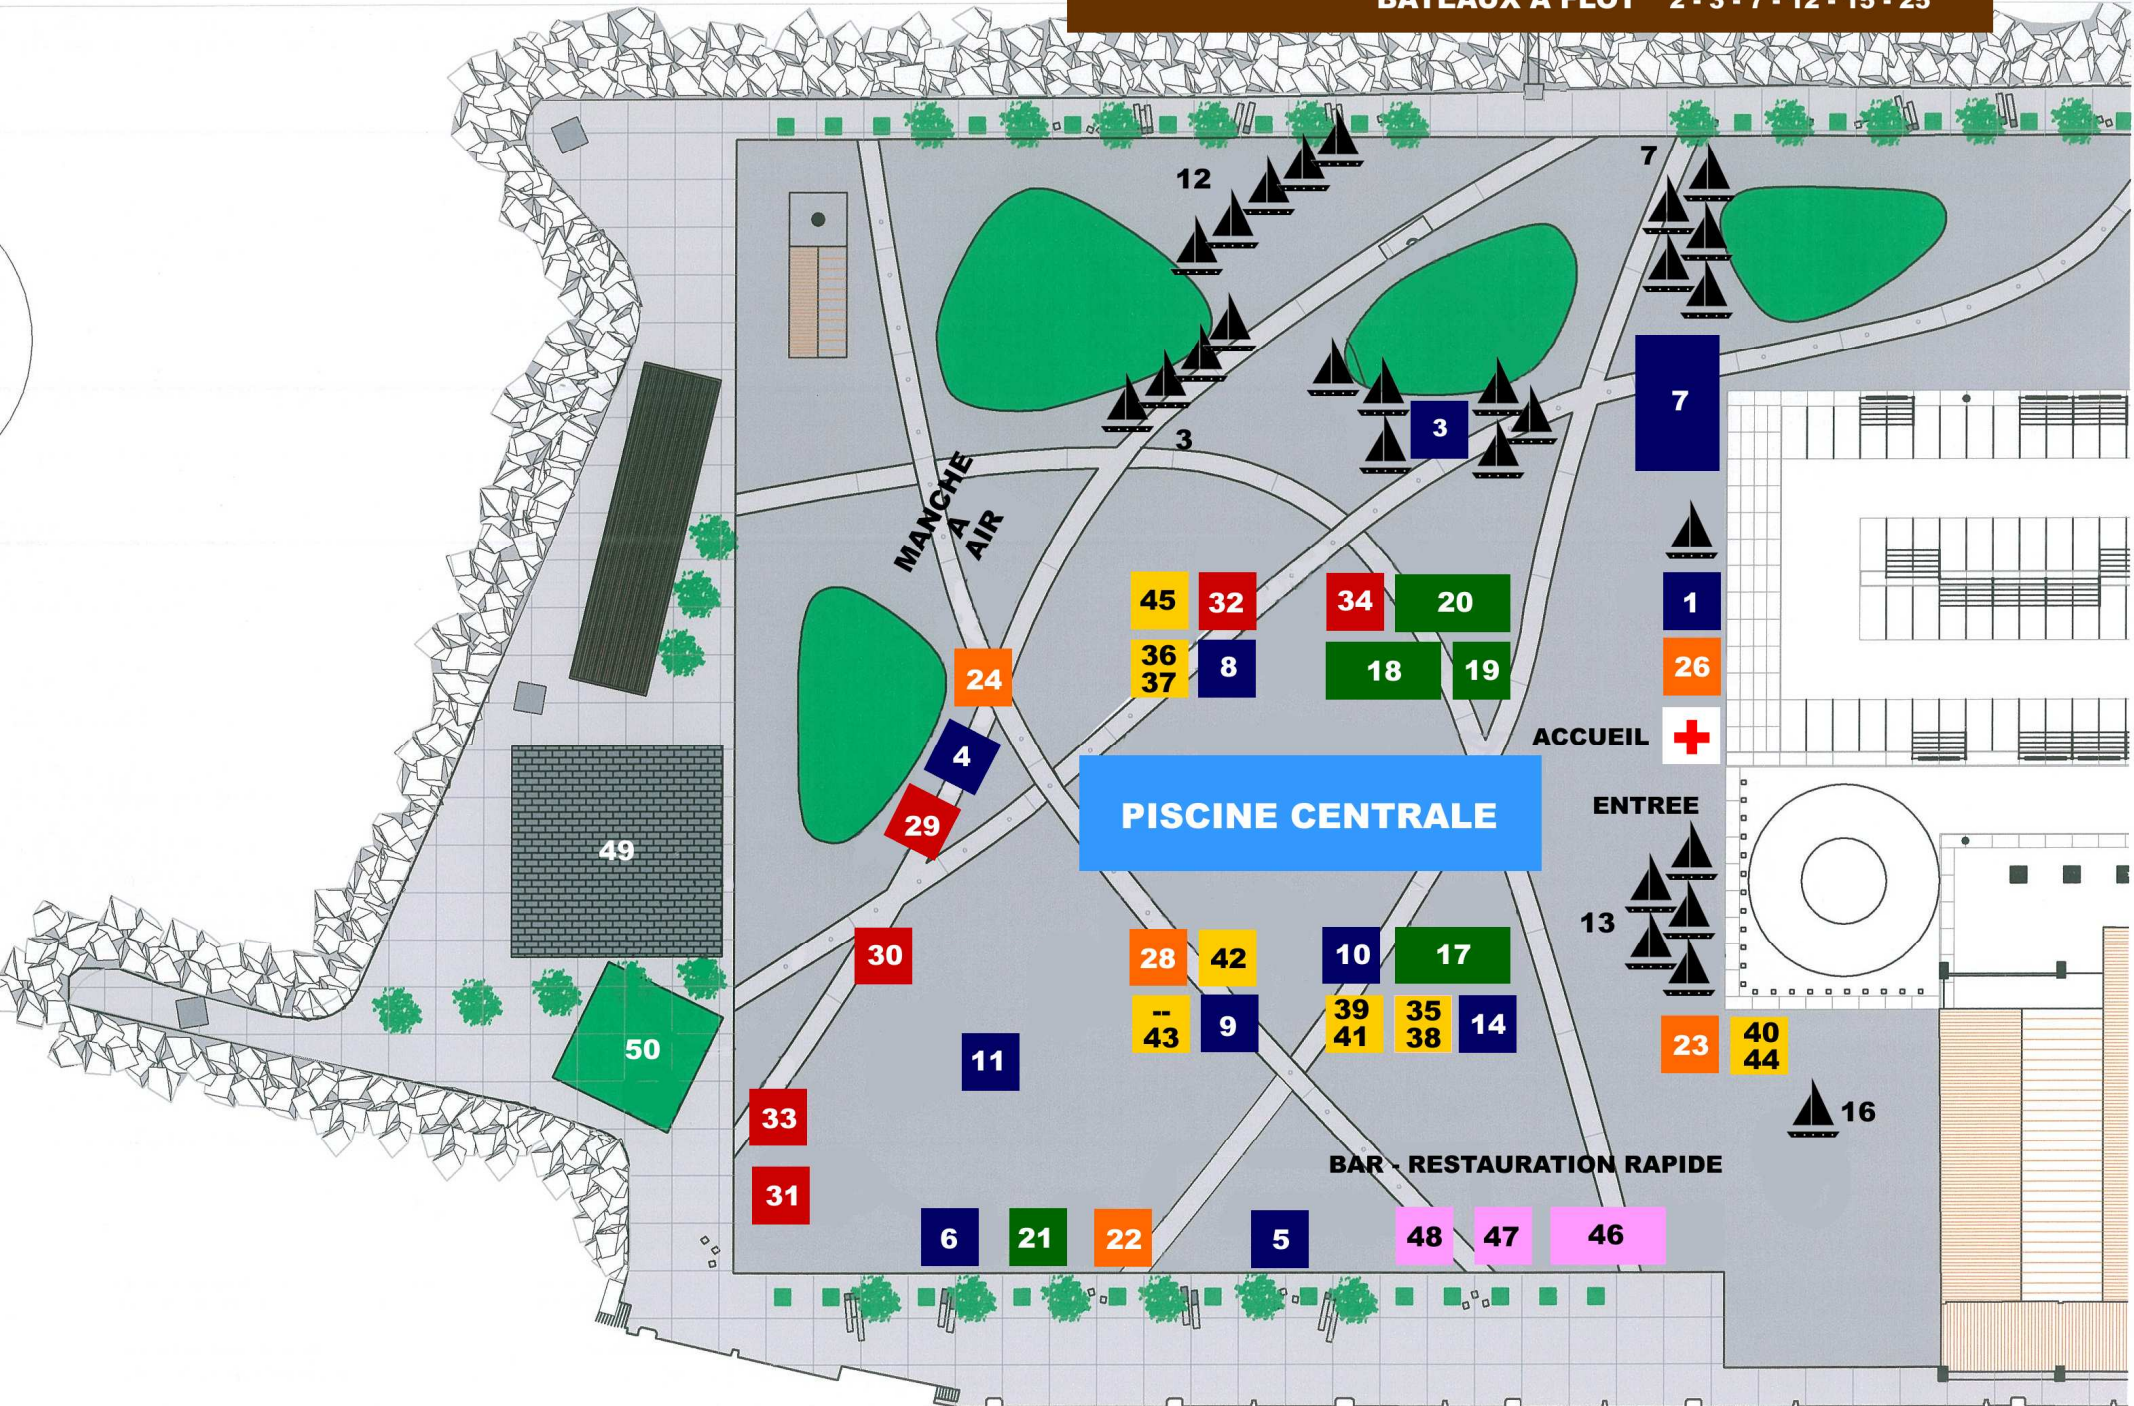 BATEAUX A FLOT 2 - 3 - 7 - 12 - 15 - 25
7
12
7
3
3
MANCHE
A
AIR
45 32 34 20
1
36
37
8 18 19
26
24
ACCUEIL
4
ENTREE
PISCINE CENTRALE
29
49
13
30
28 42 10 17
--
43
9
39
41
35
38
14
23
40
44
50
11
16
33
BAR - RESTAURATION RAPIDE
31
6 21 22 5 48 47 46